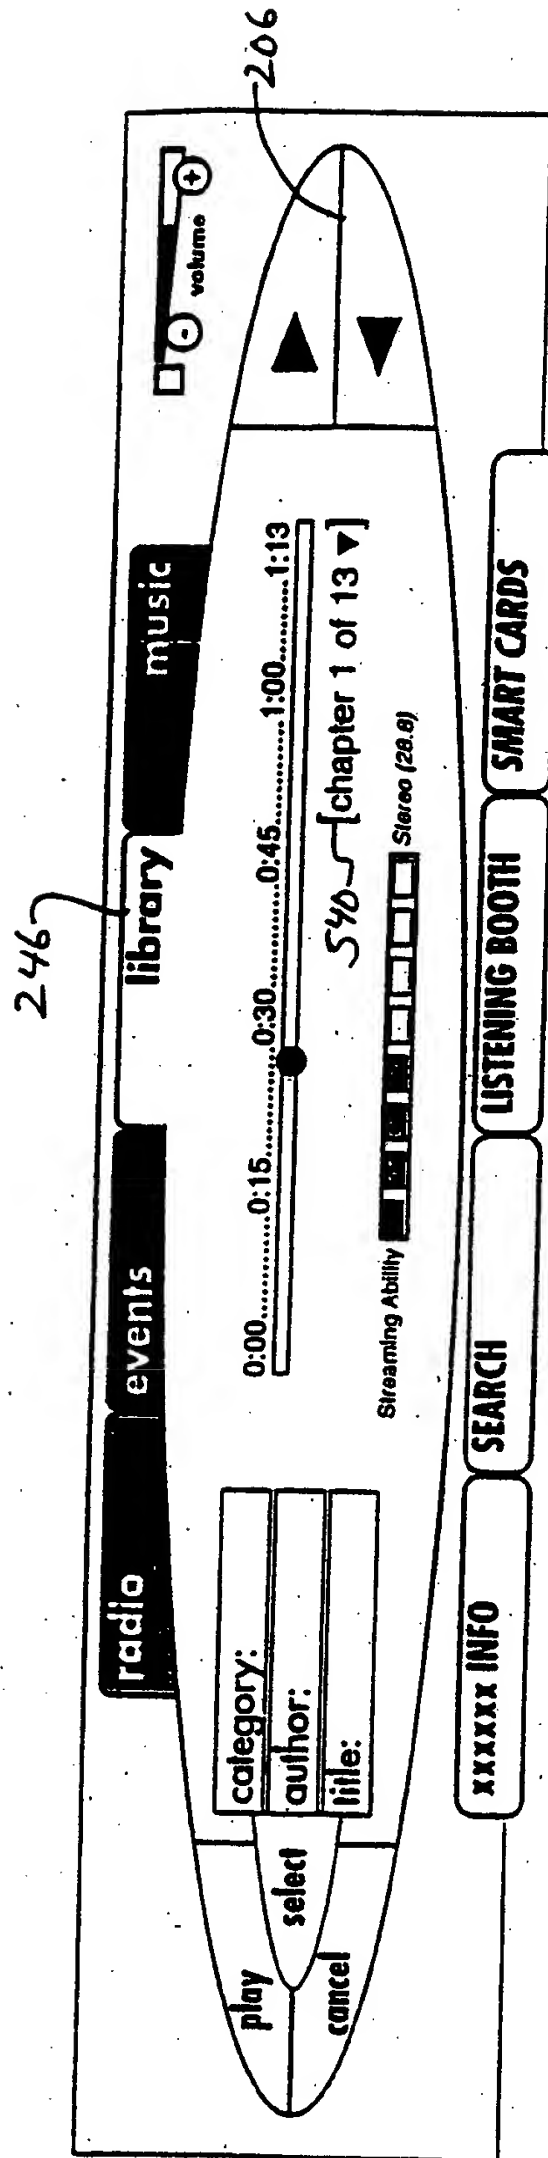 246
206
radio
events
library
music
- volume +
play
select
cancel
category:
author:
title:
0:00..........0:15..........0:30..........0:45..........1:00..........1:13
540
[chapter 1 of 13 ▼]
Streaming Ability
Stereo (28.8)
xxxxxx INFO
SEARCH
LISTENING BOOTH
SMART CARDS